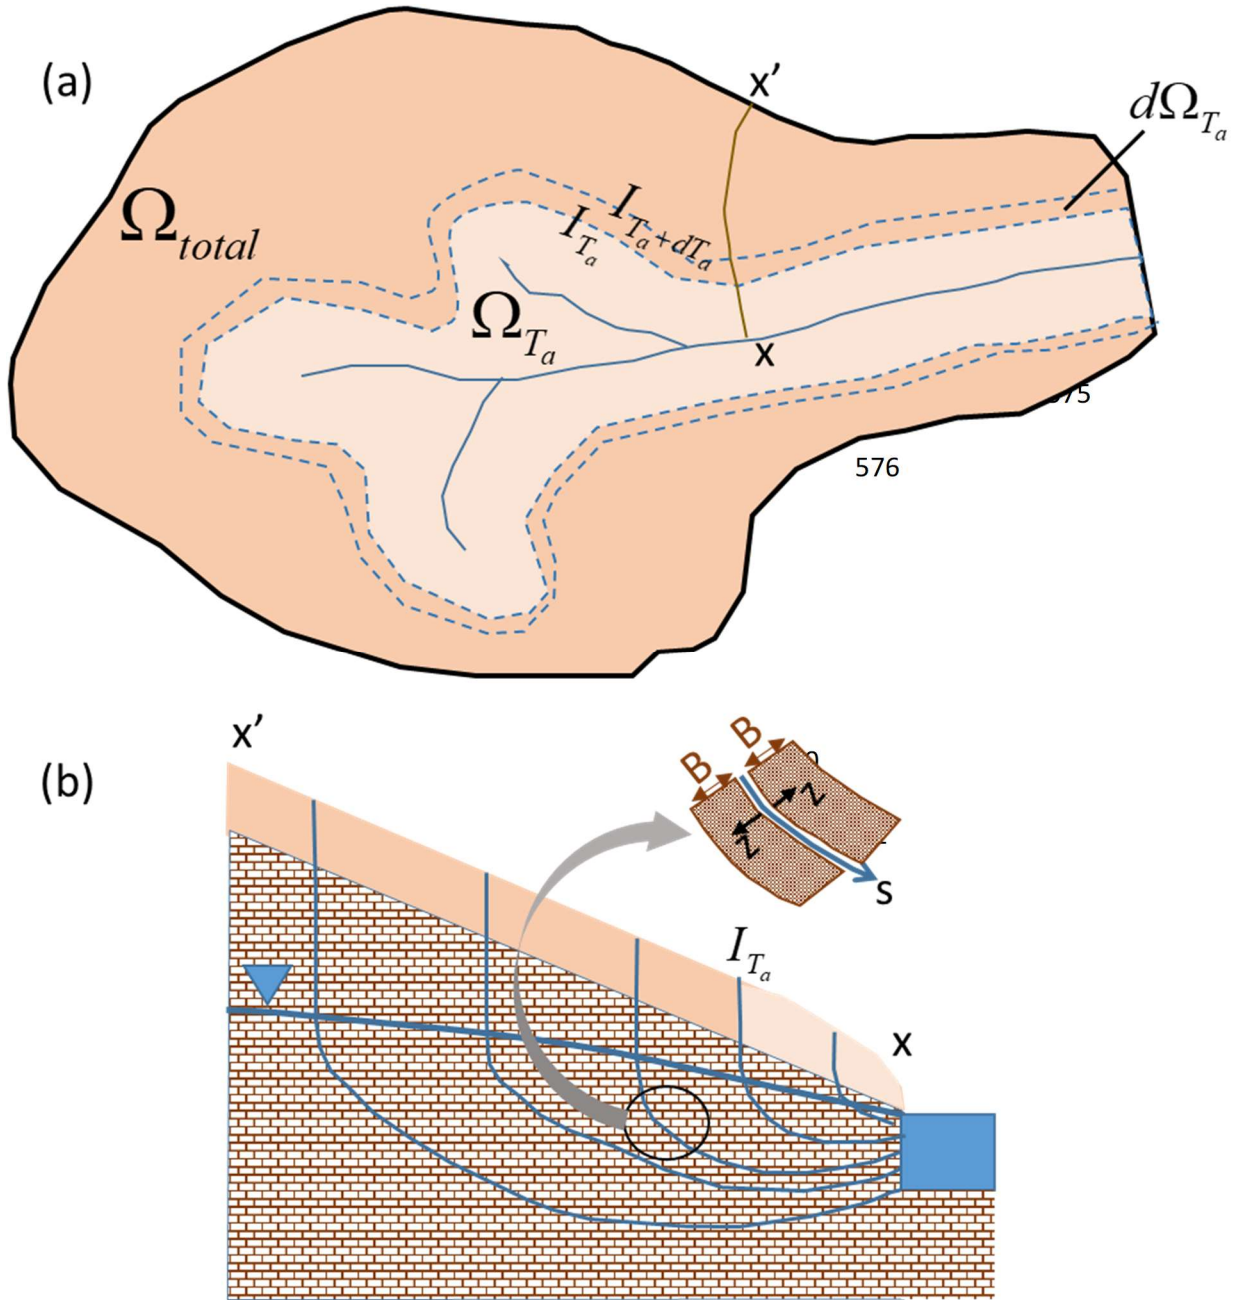 (a)
x'
dΩ_{T_a}
Ω_{total}
I_{T_a+dT_a}
I_{T_a}
Ω_{T_a}
x
576
x'
(b)
B
B
z
z
s
I_{T_a}
x